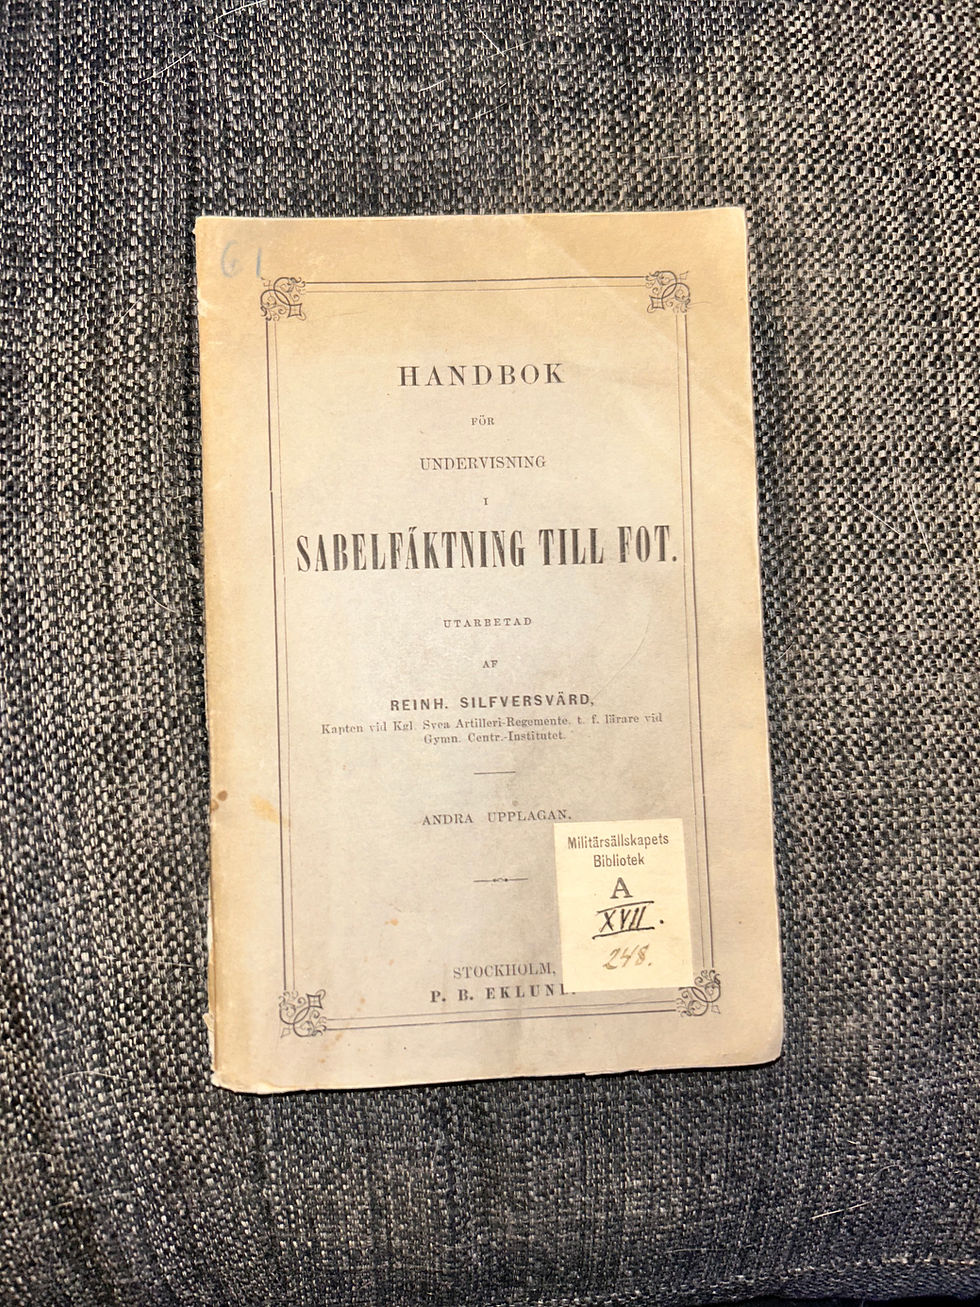 61
HANDBOK
FÖR
UNDERVISNING
I
SABELFÄKTNING TILL FOT.
UTARBETAD
AF
REINH. SILFVERSVÄRD,
Kapten vid Kgl. Svea Artilleri-Regemente, t. f. lärare vid
Gymn. Centr.-Institutet.
ANDRA UPPLAGAN.
Militärsällskapets
Bibliotek
A
XVII.
248.
STOCKHOLM,
P. B. EKLUND.